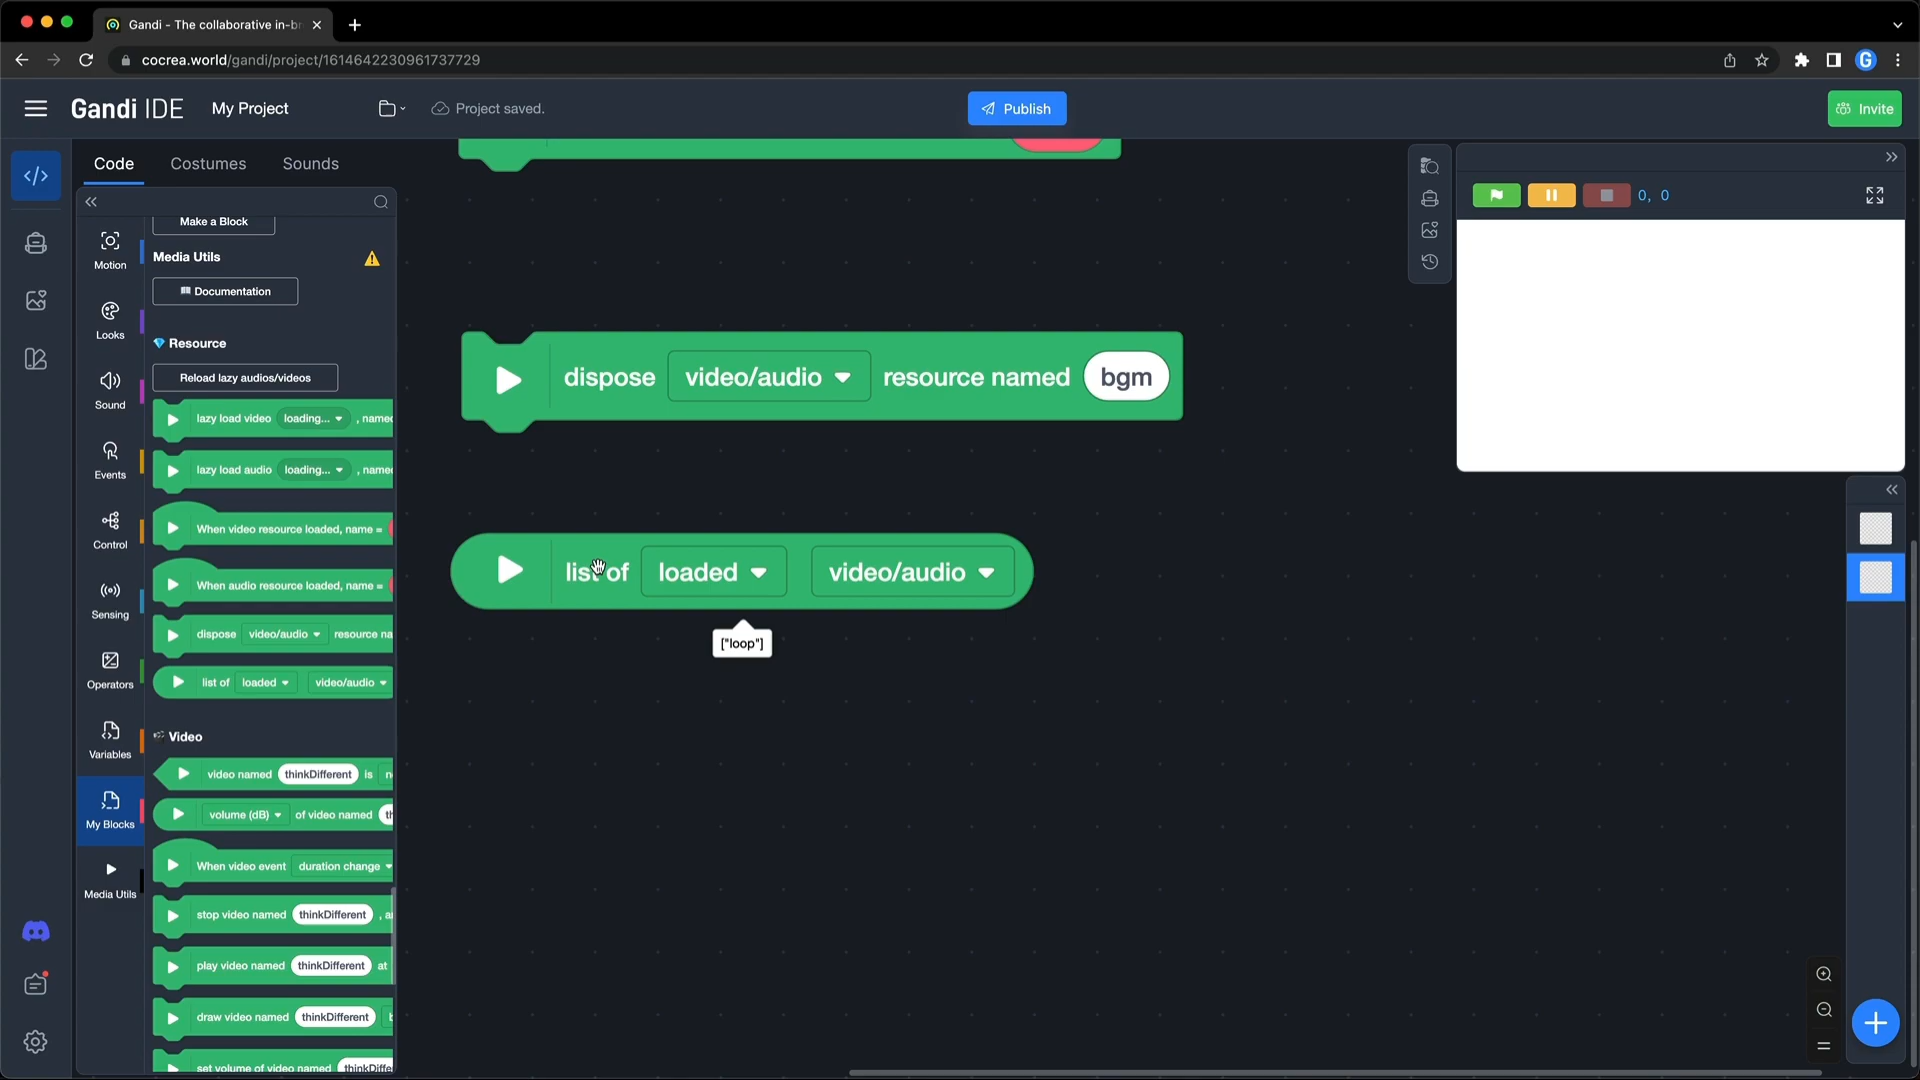 Gandi - The collaborative in-br
cocrea.world/gandi/project/1614642230961737729
G
Gandi IDE
My Project
Project saved.
Publish
Invite
Code
Costumes
Sounds
Motion
Looks
Sound
Events
Control
Sensing
Operators
Variables
My Blocks
Media Utils
Make a Block
Media Utils
Documentation
Resource
Reload lazy audios/videos
lazy load video loading... , named
lazy load audio loading... , named
When video resource loaded, name =
When audio resource loaded, name =
dispose video/audio resource na
list of loaded video/audio
Video
video named thinkDifferent is n
volume (dB) of video named th
When video event duration change
stop video named thinkDifferent , a
play video named thinkDifferent at
draw video named thinkDifferent
set volume of video named thinkDiffe
dispose video/audio resource named bgm
list of loaded video/audio
["loop"]
0, 0